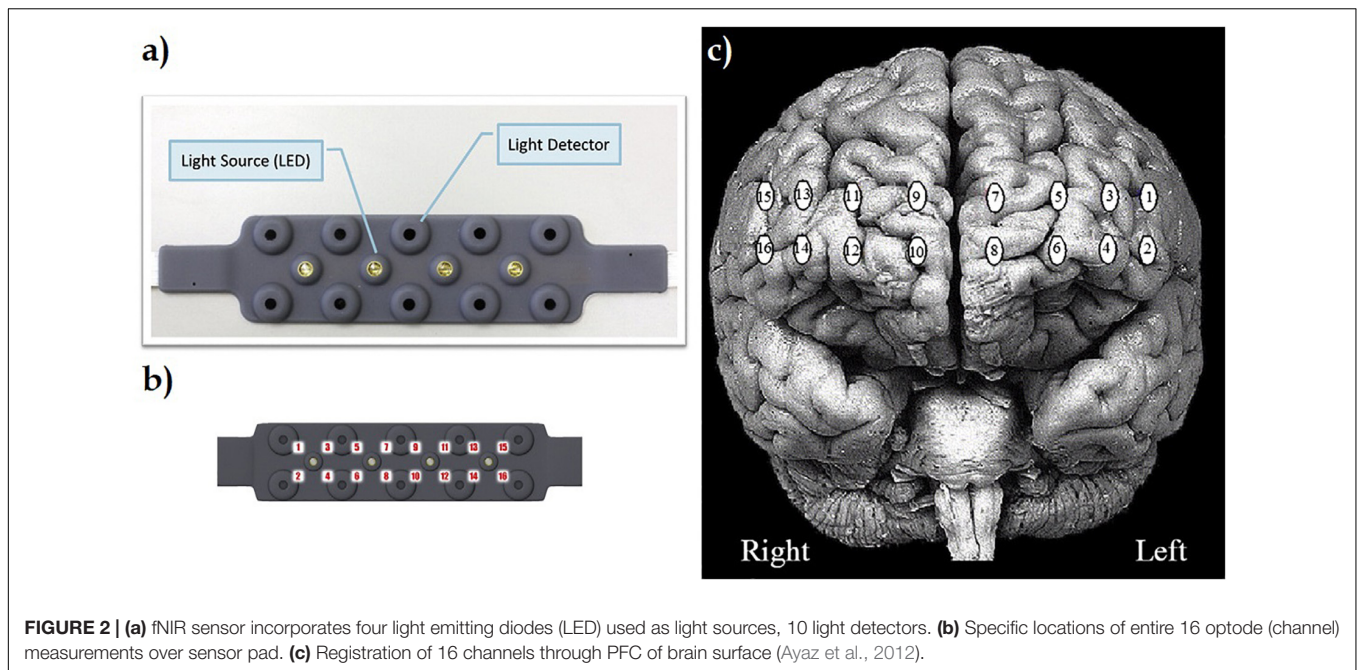 a)
Light Source (LED)
Light Detector
b)
1 3 5 7 9 11 13 15
2 4 6 8 10 12 14 16
c)
15 13 11 9 7 5 3 1
16 14 12 10 8 6 4 2
Right Left
FIGURE 2 | (a) fNIR sensor incorporates four light emitting diodes (LED) used as light sources, 10 light detectors. (b) Specific locations of entire 16 optode (channel)
measurements over sensor pad. (c) Registration of 16 channels through PFC of brain surface (Ayaz et al., 2012).